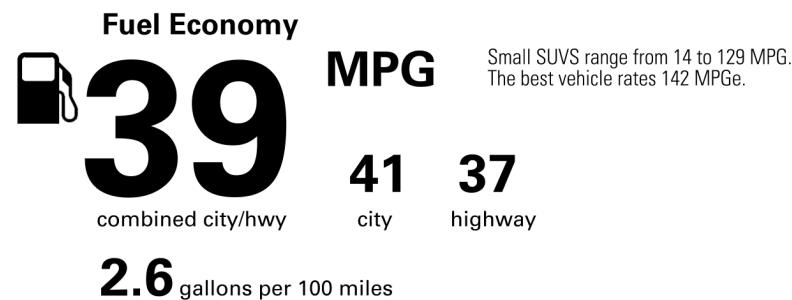 Fuel Economy
39 MPG
Small SUVS range from 14 to 129 MPG.
The best vehicle rates 142 MPGe.
41 37
combined city/hwy city highway
2.6 gallons per 100 miles